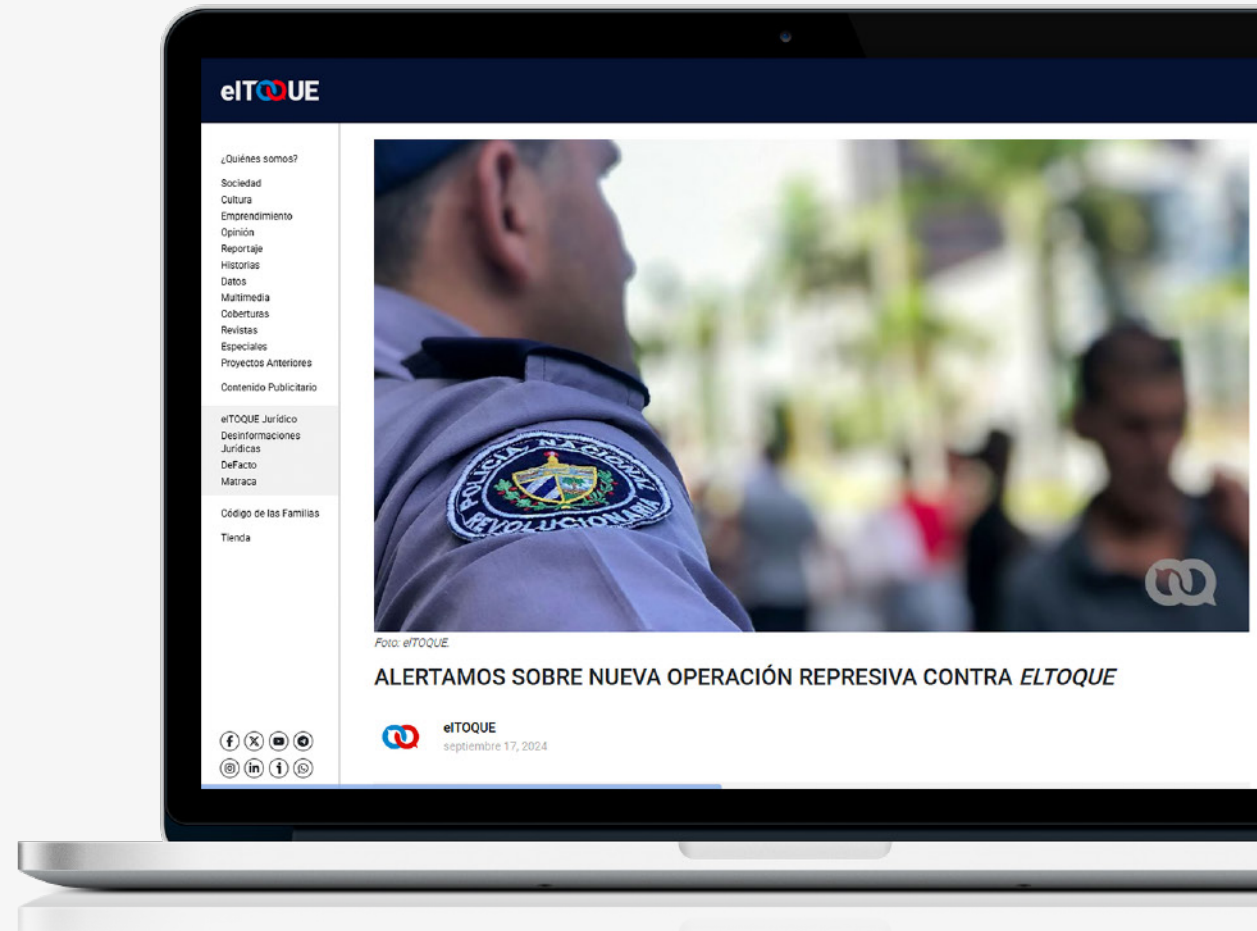 elTOQUE
¿Quiénes somos?
Sociedad
Cultura
Emprendimiento
Opinión
Reportaje
Historias
Datos
Multimedia
Coberturas
Revistas
Especiales
Proyectos Anteriores
Contenido Publicitario
elTOQUE Jurídico
Desinformaciones
Jurídicas
DeFacto
Matraca
Código de las Familias
Tienda
POLICIA NACIONAL
REVOLUCIONARIA
Foto: elTOQUE.
ALERTAMOS SOBRE NUEVA OPERACIÓN REPRESIVA CONTRA ELTOQUE
elTOQUE
septiembre 17, 2024